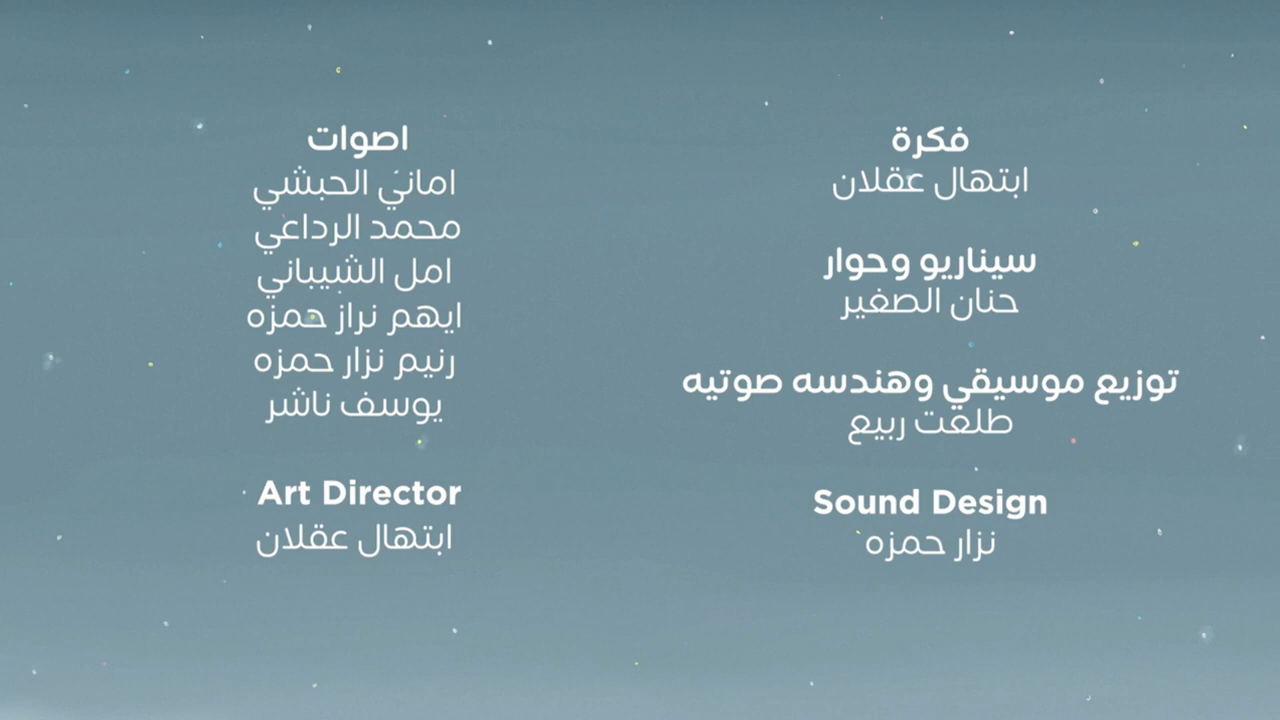 فكرة
ابتهال عقلان
سيناريو وحوار
حنان الصغير
توزيع موسيقي وهندسه صوتيه
طلعت ربيع
Sound Design
نزار حمزه
اصوات
اماني الحبشي
محمد الرداعي
امل الشيباني
ايهم نراز حمزه
رنيم نزار حمزه
يوسف ناشر
Art Director
ابتهال عقلان